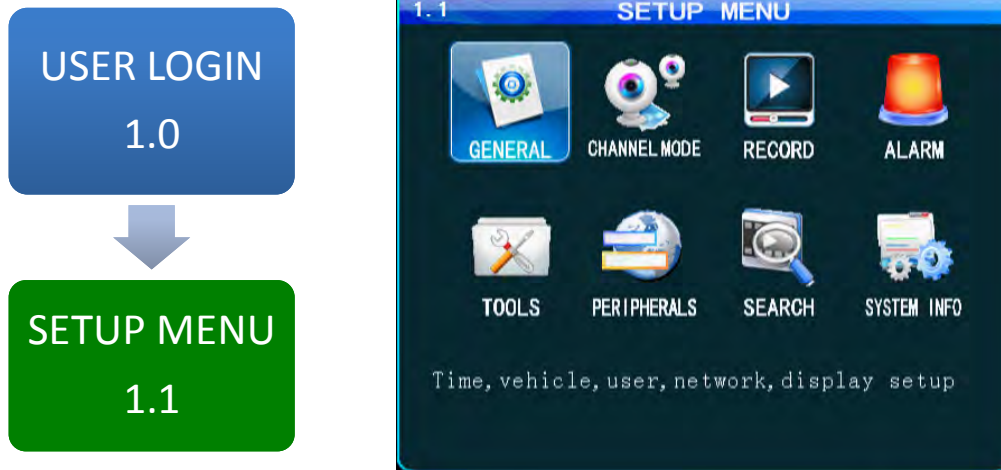 USER LOGIN
1.0
SETUP MENU
1.1
1.1 SETUP MENU
GENERAL CHANNEL MODE RECORD ALARM
TOOLS PERIPHERALS SEARCH SYSTEM INFO
Time, vehicle, user, network, display setup